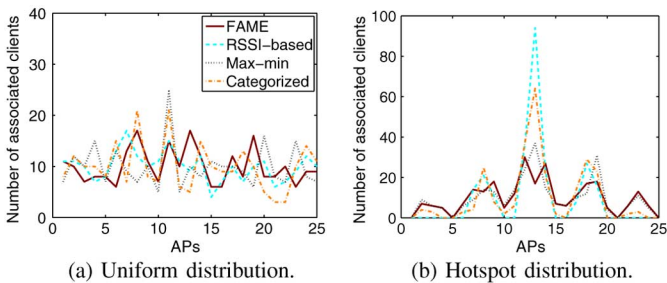 (a)
40
30
20
10
0
Number of associated clients
FAME
RSSI-based
Max-min
Categorized
0 5 10 15 20 25
APs
(a) Uniform distribution.
(b)
100
80
60
40
20
0
Number of associated clients
0 5 10 15 20 25
APs
(b) Hotspot distribution.